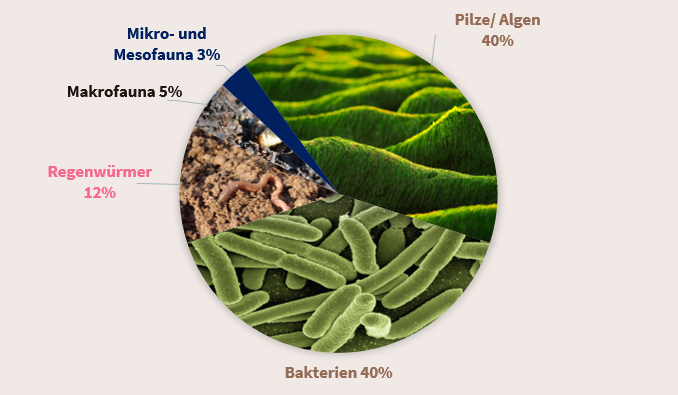 Pilze/ Algen
40%
Mikro- und
Mesofauna 3%
Makrofauna 5%
Regenwürmer
12%
Bakterien 40%